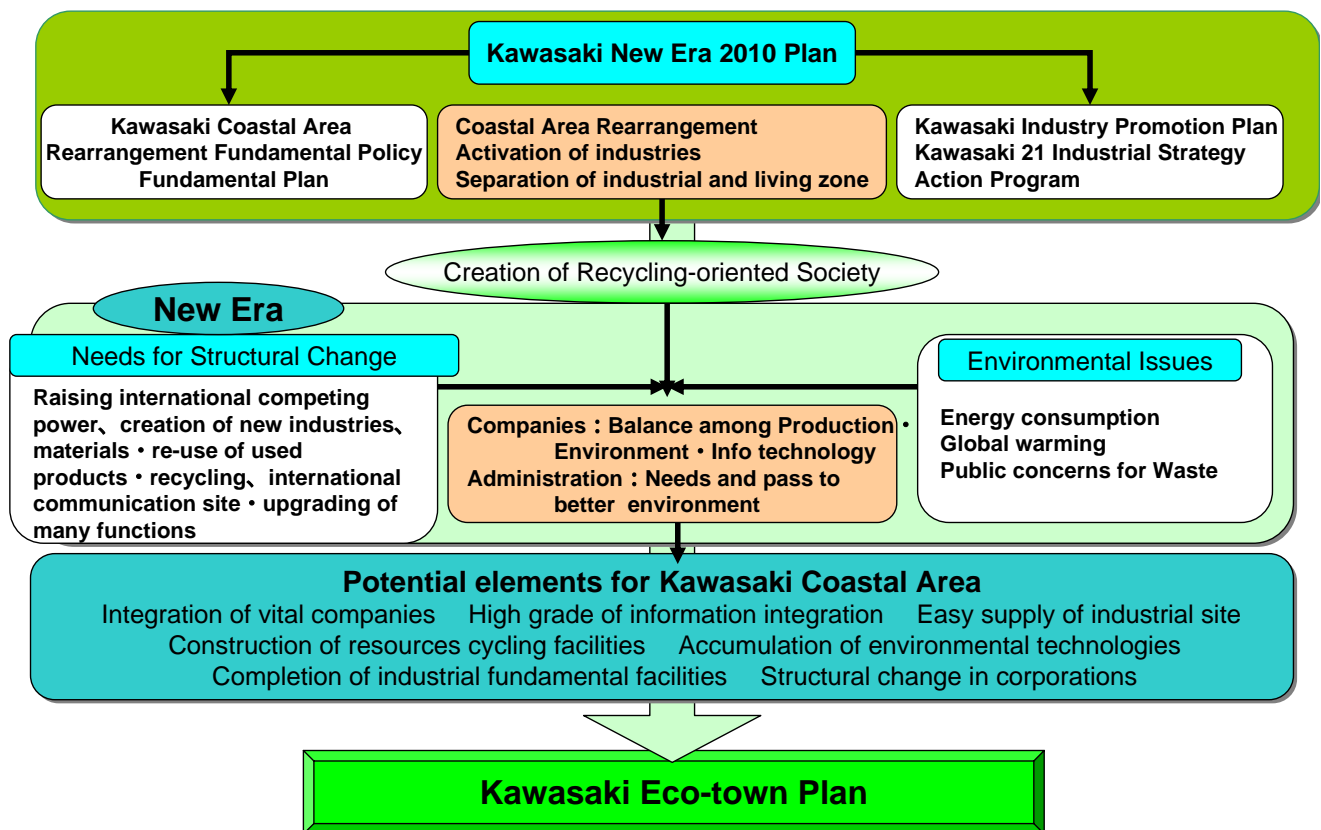 Kawasaki New Era 2010 Plan
Kawasaki Coastal Area
Rearrangement Fundamental Policy
Fundamental Plan
Coastal Area Rearrangement
Activation of industries
Separation of industrial and living zone
Kawasaki Industry Promotion Plan
Kawasaki 21 Industrial Strategy
Action Program
Creation of Recycling-oriented Society
New Era
Needs for Structural Change
Raising international competing
power、creation of new industries、
materials・re-use of used
products・recycling、international
communication site・upgrading of
many functions
Companies：Balance among Production・
Environment・Info technology
Administration：Needs and pass to
better environment
Environmental Issues
Energy consumption
Global warming
Public concerns for Waste
Potential elements for Kawasaki Coastal Area
Integration of vital companies High grade of information integration Easy supply of industrial site
Construction of resources cycling facilities Accumulation of environmental technologies
Completion of industrial fundamental facilities Structural change in corporations
Kawasaki Eco-town Plan